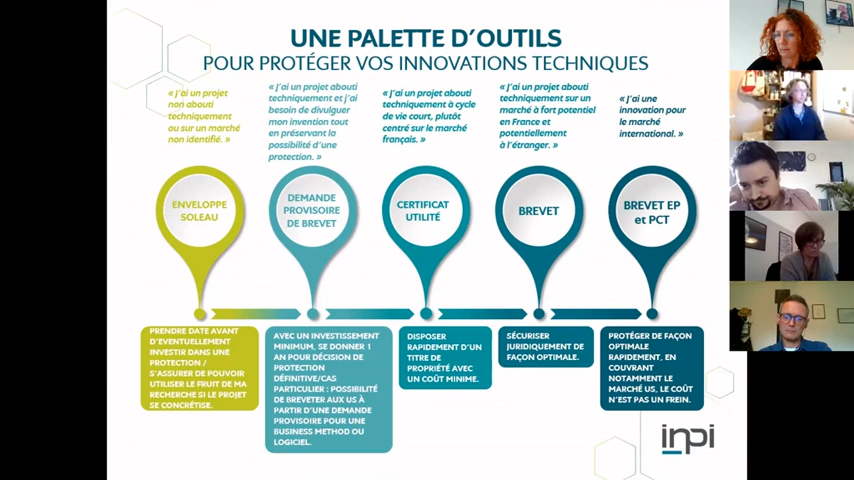 UNE PALETTE D'OUTILS
POUR PROTÉGER VOS INNOVATIONS TECHNIQUES
« J'ai un projet
non abouti
techniquement
ou sur un marché
non identifié. »
« J'ai un projet abouti
techniquement et j'ai
besoin de divulguer
mon invention tout
en préservant la
possibilité d'une
protection. »
« J'ai un projet abouti
techniquement à cycle
de vie court, plutôt
centré sur le marché
français. »
« J'ai un projet abouti
techniquement sur un
marché à fort potentiel
en France et
potentiellement
à l'étranger. »
« J'ai une
innovation pour
le marché
international. »
ENVELOPPE
SOLEAU
DEMANDE
PROVISOIRE
DE BREVET
CERTIFICAT
UTILITÉ
BREVET
BREVET EP
et PCT
PRENDRE DATE AVANT
D'ÉVENTUELLEMENT
INVESTIR DANS UNE
PROTECTION /
S'ASSURER DE POUVOIR
UTILISER LE FRUIT DE MA
RECHERCHE SI LE PROJET
SE CONCRÉTISE.
AVEC UN INVESTISSEMENT
MINIMUM, SE DONNER 1
AN POUR DÉCISION DE
PROTECTION
DÉFINITIVE/CAS
PARTICULIER : POSSIBILITÉ
DE BREVETER AUX US À
PARTIR D'UNE DEMANDE
PROVISOIRE POUR UNE
BUSINESS METHOD OU
LOGICIEL.
DISPOSER
RAPIDEMENT D'UN
TITRE DE
PROPRIÉTÉ AVEC
UN COÛT MINIME.
SÉCURISER
JURIDIQUEMENT DE
FAÇON OPTIMALE.
PROTÉGER DE FAÇON
OPTIMALE
RAPIDEMENT, EN
COUVRANT
NOTAMMENT LE
MARCHÉ US, LE COÛT
N'EST PAS UN FREIN.
inpi